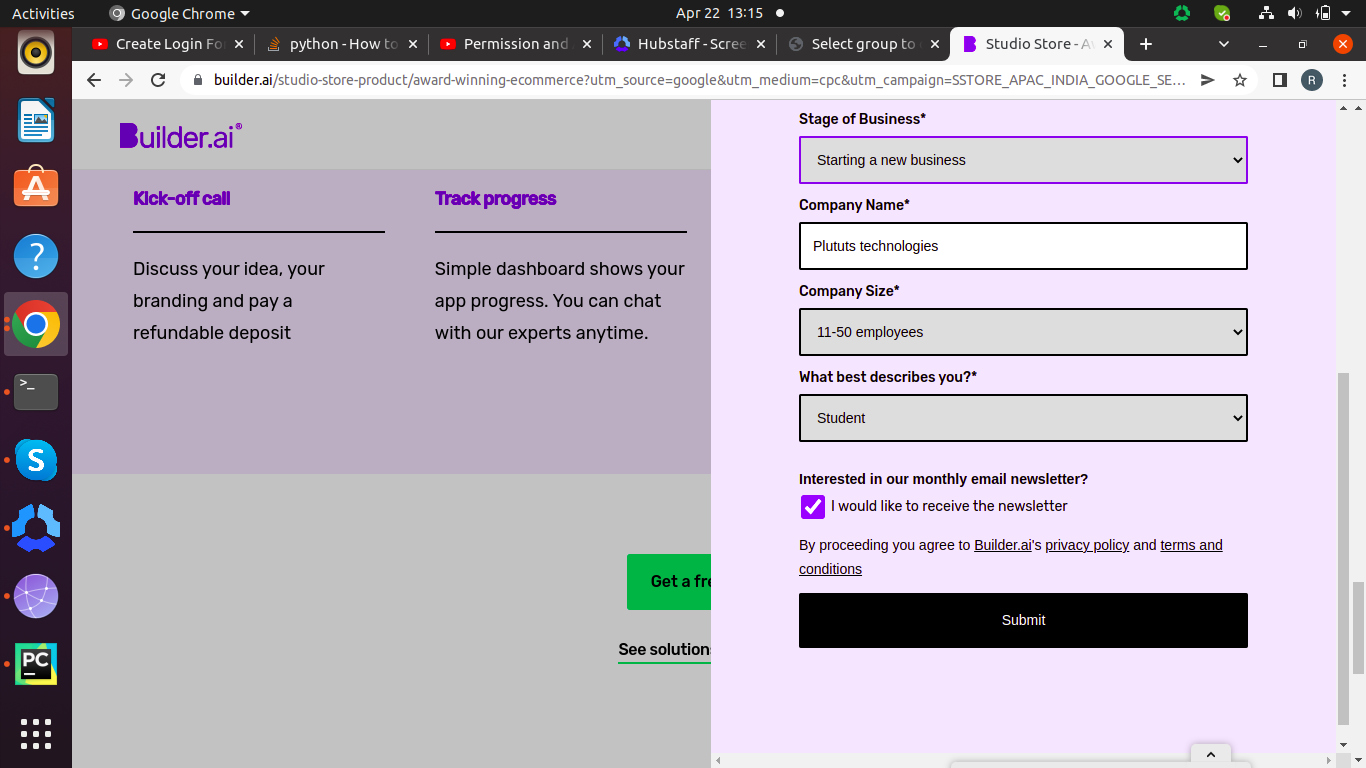 Activities
Google Chrome
Apr 22 13:15
Create Login Fo
python - How to
Permission and
Hubstaff - Scree
Select group to
Studio Store - A
builder.ai/studio-store-product/award-winning-ecommerce?utm_source=google&utm_medium=cpc&utm_campaign=SSTORE_APAC_INDIA_GOOGLE_SE...
R
Builder.ai®
Kick-off call
Discuss your idea, your
branding and pay a
refundable deposit
Track progress
Simple dashboard shows your
app progress. You can chat
with our experts anytime.
Get a fre
See solutions
Stage of Business*
Starting a new business
Company Name*
Plututs technologies
Company Size*
11-50 employees
What best describes you?*
Student
Interested in our monthly email newsletter?
I would like to receive the newsletter
By proceeding you agree to Builder.ai's privacy policy and terms and
conditions
Submit